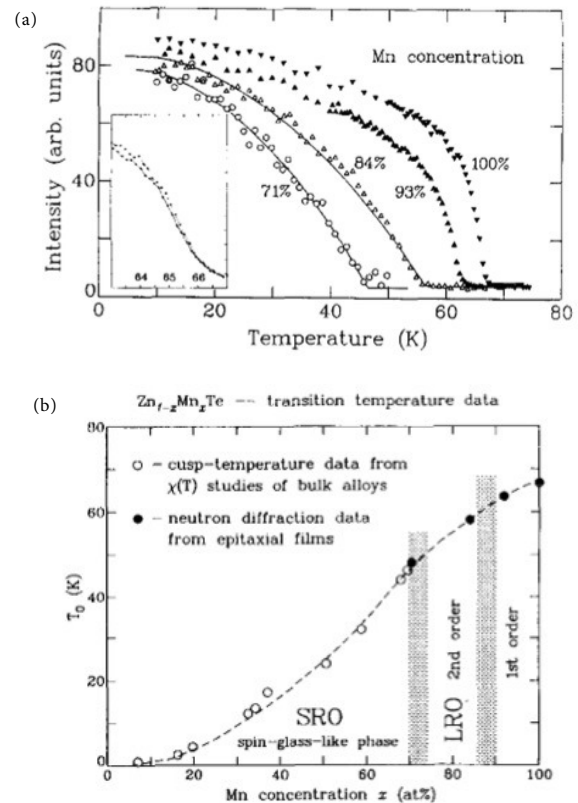 (a)
80
40
0
Intensity (arb. units)
Mn concentration
71%
84%
93%
100%
64 65 66
0 20 40 60 80
Temperature (K)
(b)
Zn₁₋ₓMnₓTe — transition temperature data
80
60
40
20
0
T₀ (K)
○ – cusp-temperature data from
χ(T) studies of bulk alloys
● – neutron diffraction data
from epitaxial films
SRO
spin-glass-like phase
LRO
2nd order
1st order
0 20 40 60 80 100
Mn concentration x (at%)